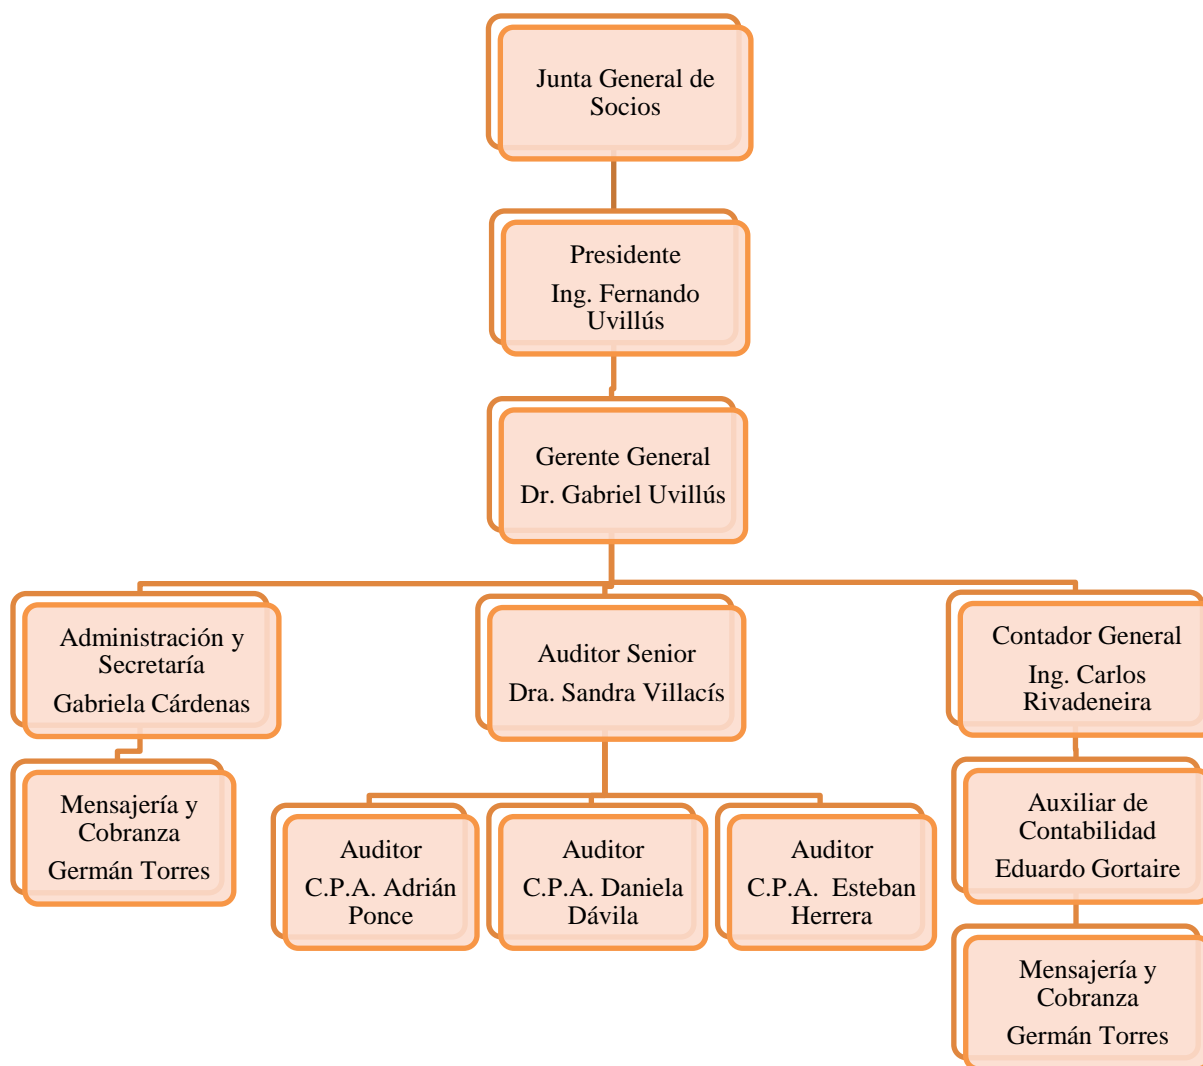 Junta General de
Socios
Presidente
Ing. Fernando
Uvillús
Gerente General
Dr. Gabriel Uvillús
Administración y
Secretaría
Gabriela Cárdenas
Auditor Senior
Dra. Sandra Villacís
Contador General
Ing. Carlos
Rivadeneira
Mensajería y
Cobranza
Germán Torres
Auditor
C.P.A. Adrián
Ponce
Auditor
C.P.A. Daniela
Dávila
Auditor
C.P.A.  Esteban
Herrera
Auxiliar de
Contabilidad
Eduardo Gortaire
Mensajería y
Cobranza
Germán Torres